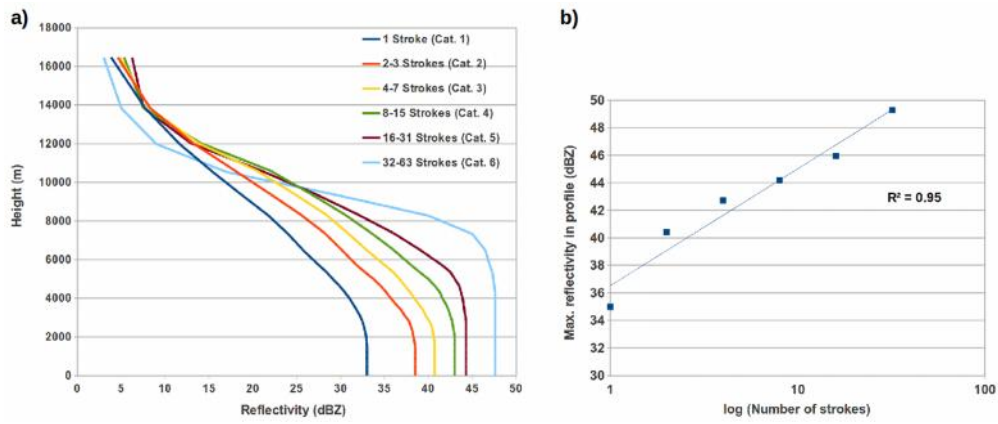 a)
18000
16000
14000
12000
10000
8000
6000
4000
2000
0
Height (m)
1 Stroke (Cat. 1)
2-3 Strokes (Cat. 2)
4-7 Strokes (Cat. 3)
8-15 Strokes (Cat. 4)
16-31 Strokes (Cat. 5)
32-63 Strokes (Cat. 6)
0 5 10 15 20 25 30 35 40 45 50
Reflectivity (dBZ)
b)
50
48
46
44
42
40
38
36
34
32
30
Max. reflectivity in profile (dBZ)
R² = 0.95
1 10 100
log (Number of strokes)